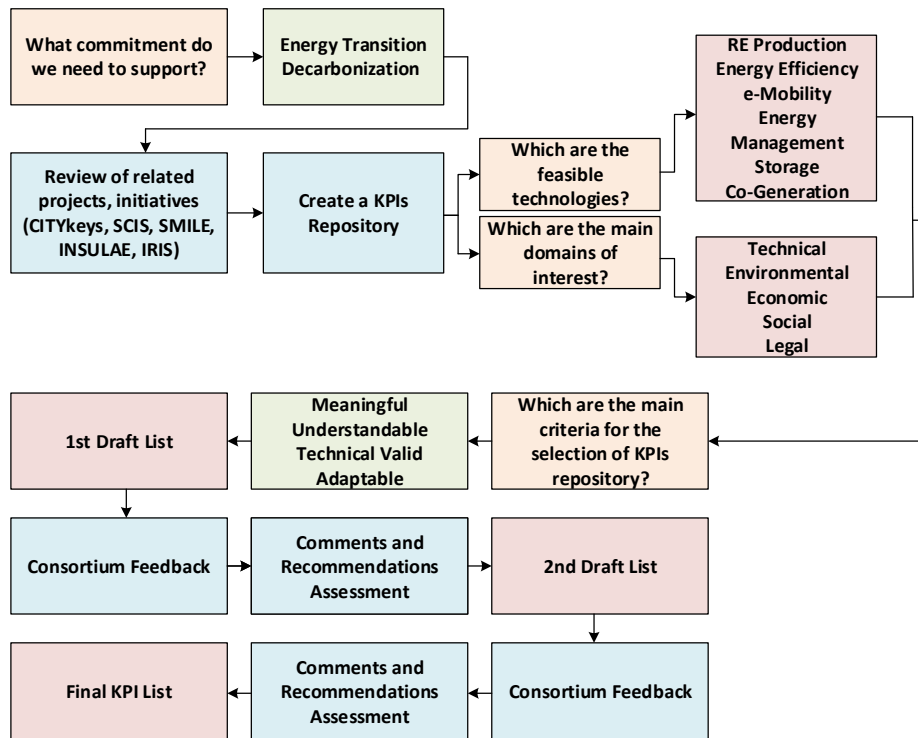 What commitment do
we need to support?
Energy Transition
Decarbonization
Review of related
projects, initiatives
(CITYkeys, SCIS, SMILE,
INSULAE, IRIS)
Create a KPIs
Repository
Which are the
feasible
technologies?
Which are the main
domains of
interest?
RE Production
Energy Efficiency
e-Mobility
Energy
Management
Storage
Co-Generation
Technical
Environmental
Economic
Social
Legal
Which are the main
criteria for the
selection of KPIs
repository?
Meaningful
Understandable
Technical Valid
Adaptable
1st Draft List
Consortium Feedback
Comments and
Recommendations
Assessment
2nd Draft List
Consortium Feedback
Comments and
Recommendations
Assessment
Final KPI List